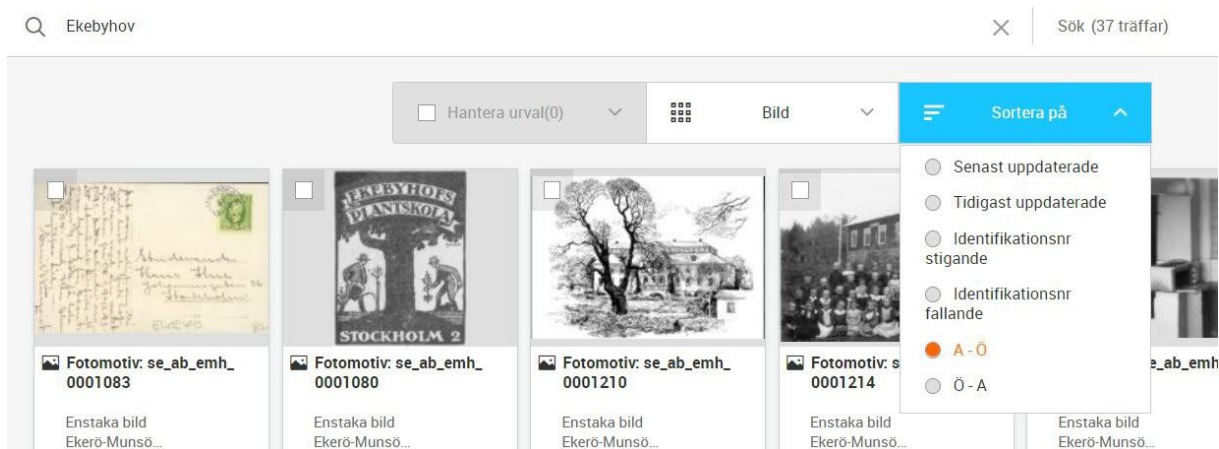 Ekebyhov
Sök (37 träffar)
Hantera urval(0)
Bild
Sortera på
Senast uppdaterade
Tidigast uppdaterade
Identifikationsnr
stigande
Identifikationsnr
fallande
A - Ö
Ö - A
EKEBYHOFS
PLANTSKOLA
STOCKHOLM 2
Stockholm
EKERÖ
Fotomotiv: se_ab_emh_
0001083
Enstaka bild
Ekerö-Munsö...
Fotomotiv: se_ab_emh_
0001080
Enstaka bild
Ekerö-Munsö...
Fotomotiv: se_ab_emh_
0001210
Enstaka bild
Ekerö-Munsö...
Fotomotiv: s
0001214
Enstaka bild
Ekerö-Munsö...
e_ab_emh
Enstaka bild
Ekerö-Munsö...